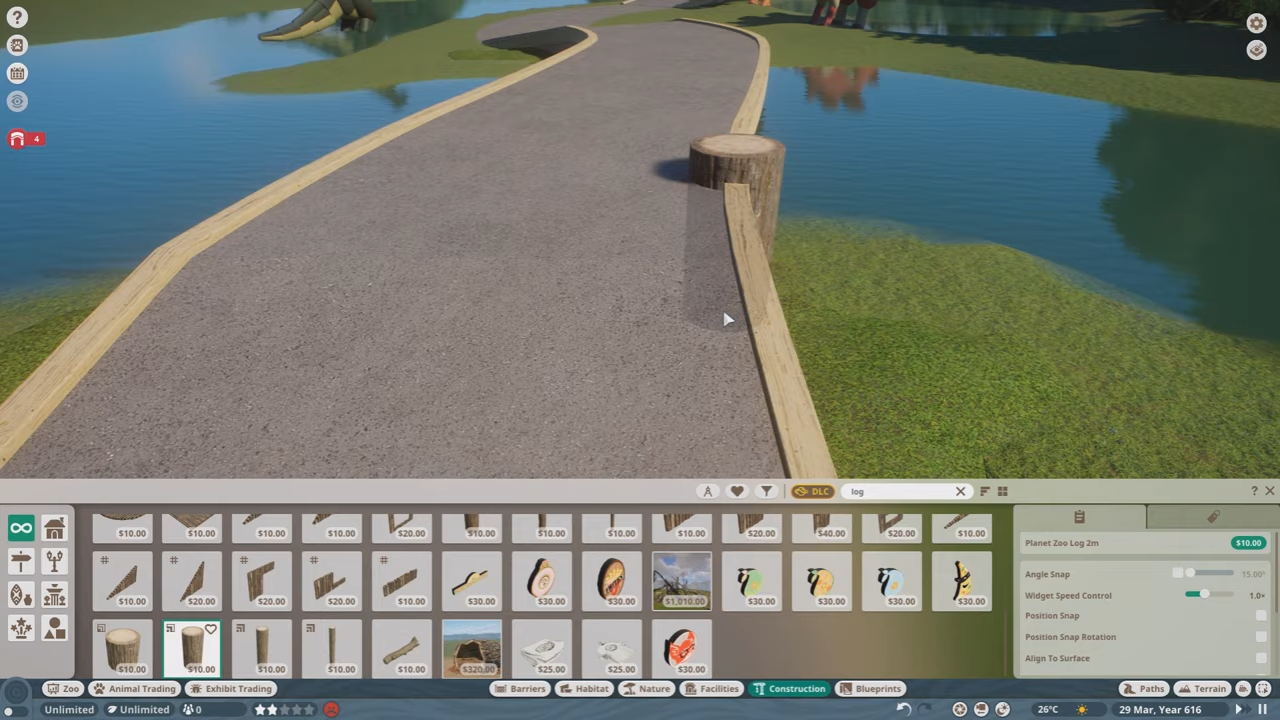 ?
4
DLC
log
?
$10.00 $10.00 $10.00 $10.00 $20.00 $10.00 $10.00 $10.00 $10.00 $20.00 $40.00 $20.00 $10.00
$10.00 $20.00 $20.00 $20.00 $10.00 $30.00 $30.00 $30.00 $1,010.00 $30.00 $30.00 $30.00 $30.00
$10.00 $10.00 $10.00 $10.00 $10.00 $320.00 $25.00 $25.00 $30.00
Planet Zoo Log 2m $10.00
Angle Snap 15.00°
Widget Speed Control 1.0×
Position Snap
Position Snap Rotation
Align To Surface
Zoo Animal Trading Exhibit Trading Barriers Habitat Nature Facilities Construction Blueprints Paths Terrain
Unlimited Unlimited 0 26°C 29 Mar, Year 616